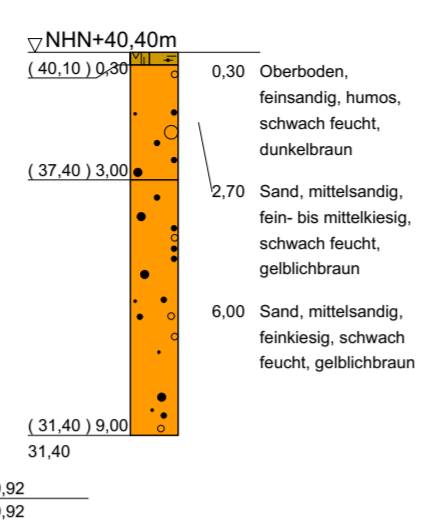 ▽ NHN+40,40m
( 40,10 ) 0,30
( 37,40 ) 3,00
( 31,40 ) 9,00
31,40
0,30 Oberboden,
feinsandig, humos,
schwach feucht,
dunkelbraun
2,70 Sand, mittelsandig,
fein- bis mittelkiesig,
schwach feucht,
gelblichbraun
6,00 Sand, mittelsandig,
feinkiesig, schwach
feucht, gelblichbraun
,92
,92